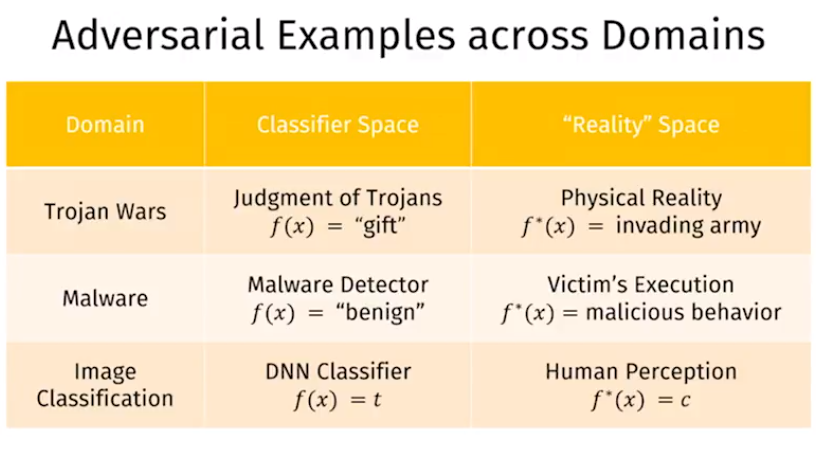 Adversarial Examples across Domains
Domain
Classifier Space
“Reality” Space
Trojan Wars
Judgment of Trojans
f(x) = “gift”
Physical Reality
f*(x) = invading army
Malware
Malware Detector
f(x) = “benign”
Victim’s Execution
f*(x) = malicious behavior
Image
Classification
DNN Classifier
f(x) = t
Human Perception
f*(x) = c